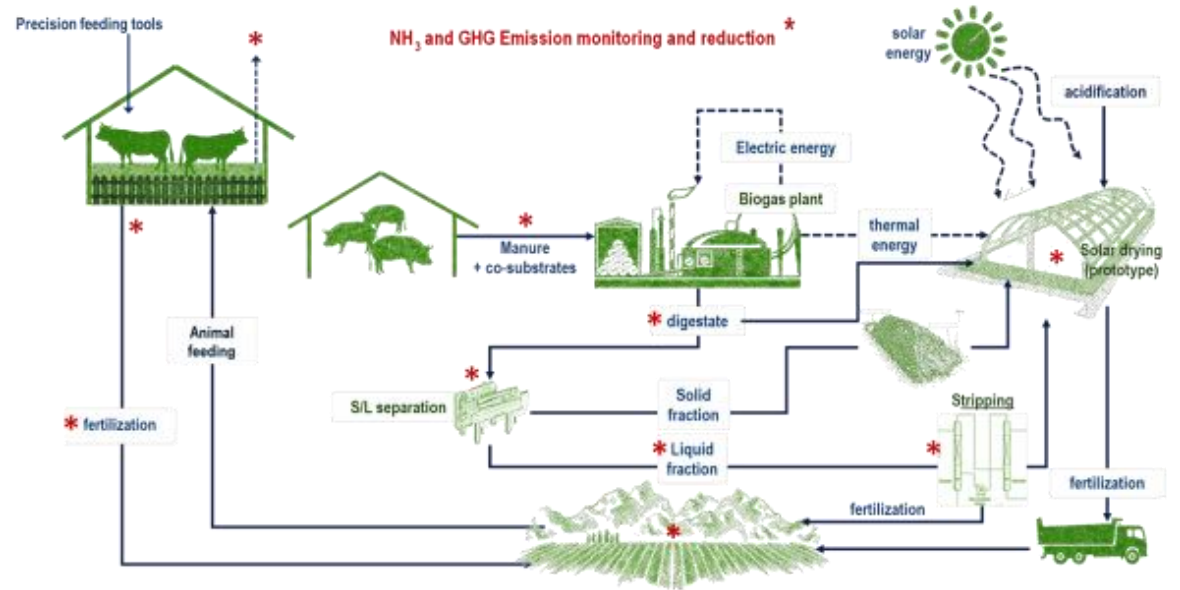 Precision feeding tools
*
NH3 and GHG Emission monitoring and reduction *
solar
energy
acidification
Electric energy
Biogas plant
*
Manure
+ co-substrates
thermal
energy
*
Solar drying
(prototype)
*
* digestate
Animal
feeding
*
S/L separation
Solid
fraction
Stripping
* fertilization
* Liquid
fraction
*
fertilization
fertilization
*